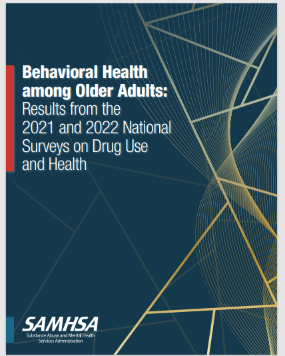 Behavioral Health
among Older Adults:
Results from the
2021 and 2022 National
Surveys on Drug Use
and Health
SAMHSA
Substance Abuse and Mental Health
Services Administration